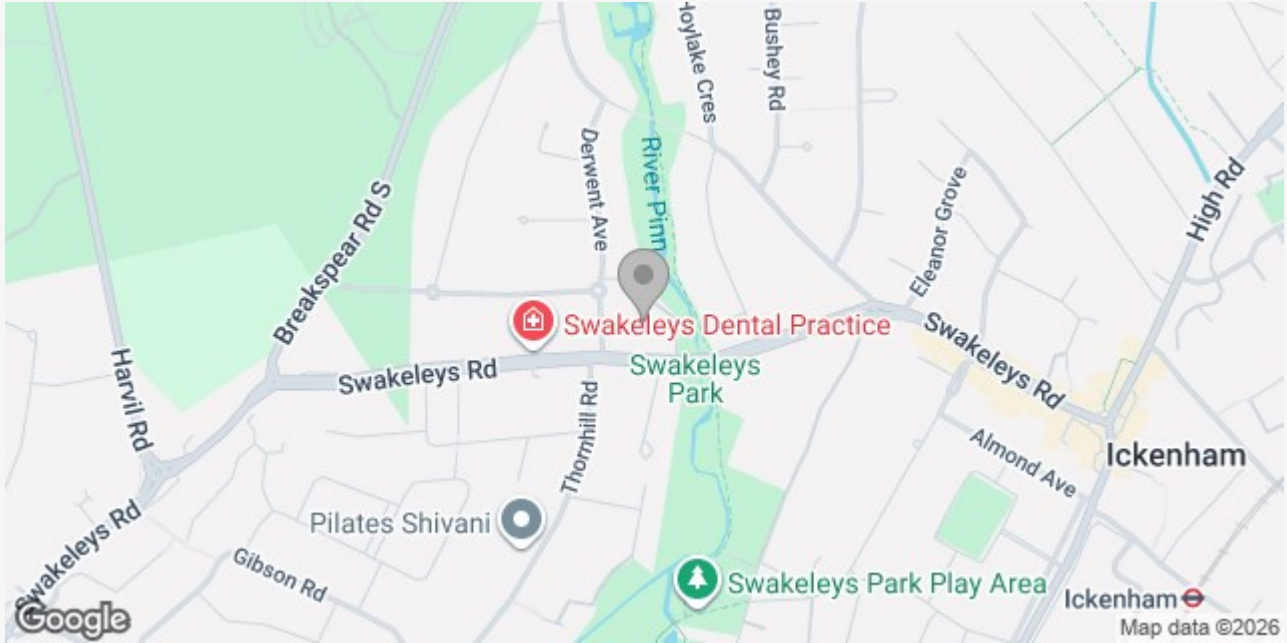 Hoylake Cres
Bushey Rd
River Pinn
Derwent Ave
Breakspear Rd S
Eleanor Grove
High Rd
Swakeleys Dental Practice
Swakeleys
Park
Swakeleys Rd
Swakeleys Rd
Harvil Rd
Thornhill Rd
Almond Ave
Ickenham
Pilates Shivani
Swakeleys Rd
Gibson Rd
Swakeleys Park Play Area
Ickenham
Google
Map data ©2026